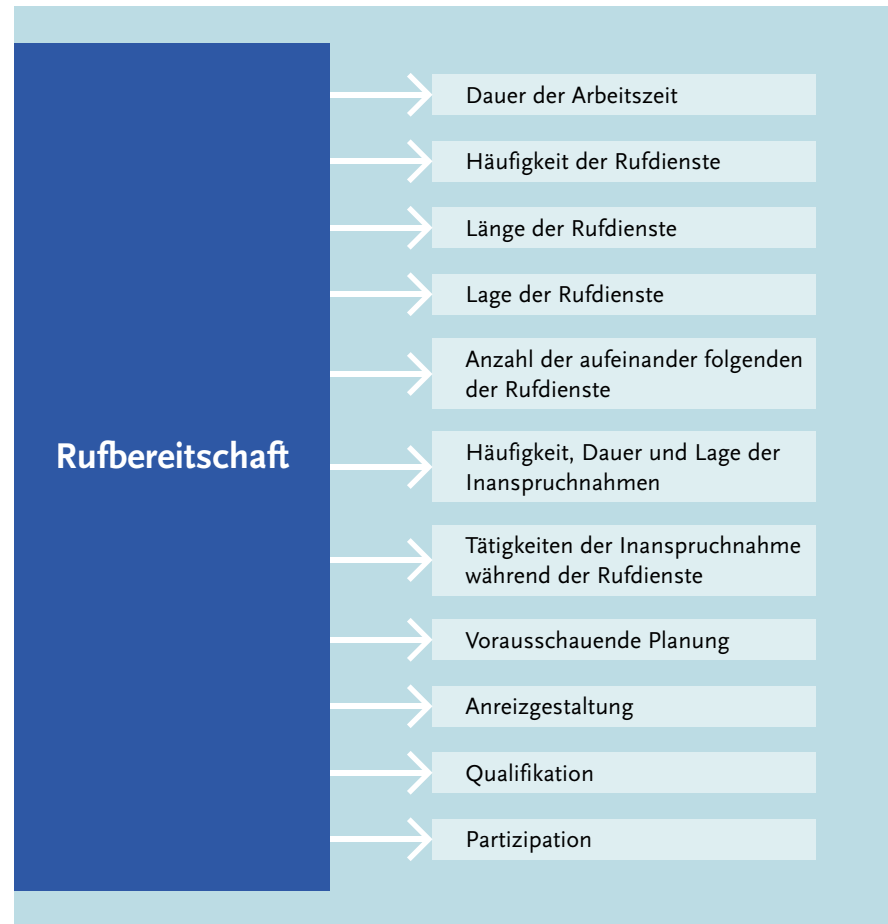 Rufbereitschaft
Dauer der Arbeitszeit
Häufigkeit der Rufdienste
Länge der Rufdienste
Lage der Rufdienste
Anzahl der aufeinander folgenden
der Rufdienste
Häufigkeit, Dauer und Lage der
Inanspruchnahmen
Tätigkeiten der Inanspruchnahme
während der Rufdienste
Vorausschauende Planung
Anreizgestaltung
Qualifikation
Partizipation